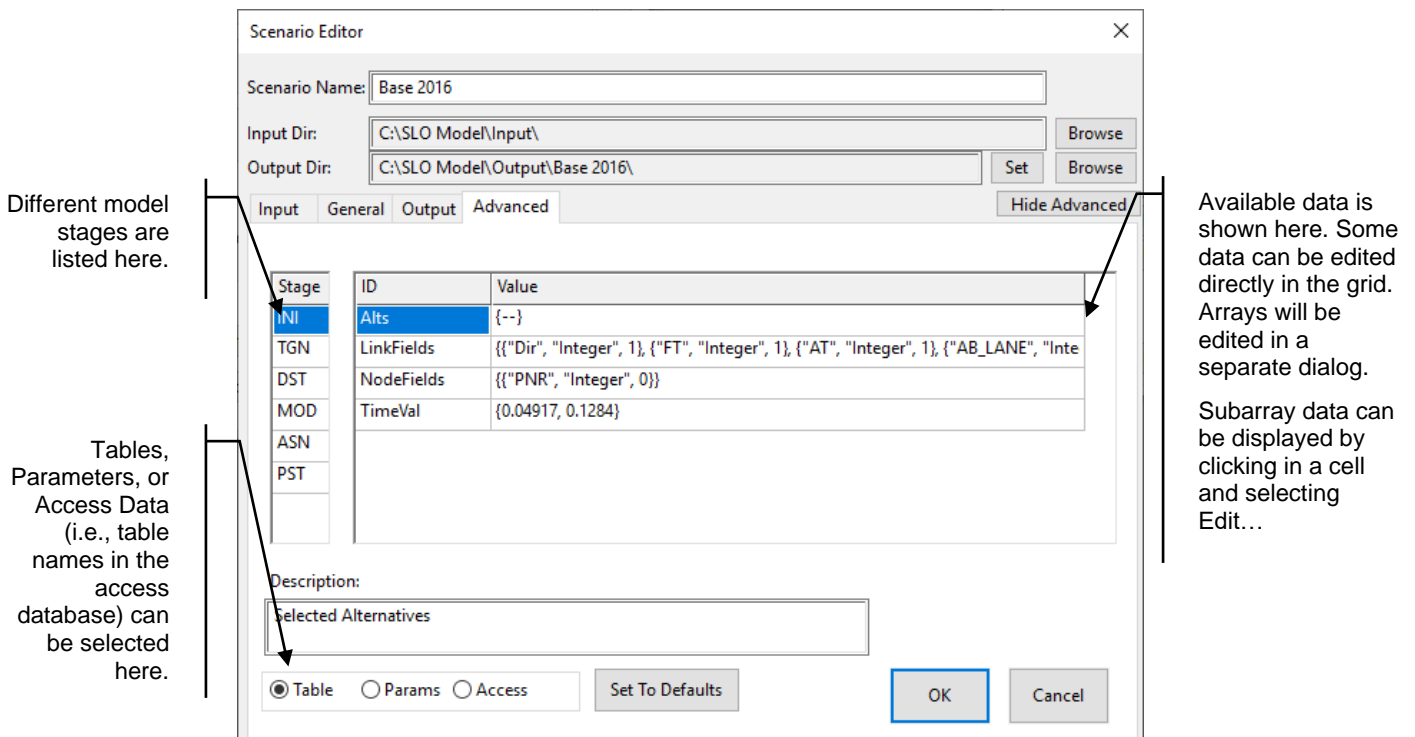 Scenario Editor
Scenario Name: Base 2016
Input Dir: C:\SLO Model\Input\ Browse
Output Dir: C:\SLO Model\Output\Base 2016\ Set Browse
Input General Output Advanced Hide Advanced
Different model
stages are
listed here.
Stage ID Value
INI Alts {--}
TGN LinkFields {{"Dir", "Integer", 1}, {"FT", "Integer", 1}, {"AT", "Integer", 1}, {"AB_LANE", "Inte
DST NodeFields {{"PNR", "Integer", 0}}
MOD TimeVal {0.04917, 0.1284}
ASN
PST
Available data is
shown here. Some
data can be edited
directly in the grid.
Arrays will be
edited in a
separate dialog.
Subarray data can
be displayed by
clicking in a cell
and selecting
Edit…
Tables,
Parameters, or
Access Data
(i.e., table
names in the
access
database) can
be selected
here.
Description:
Selected Alternatives
Table Params Access Set To Defaults OK Cancel